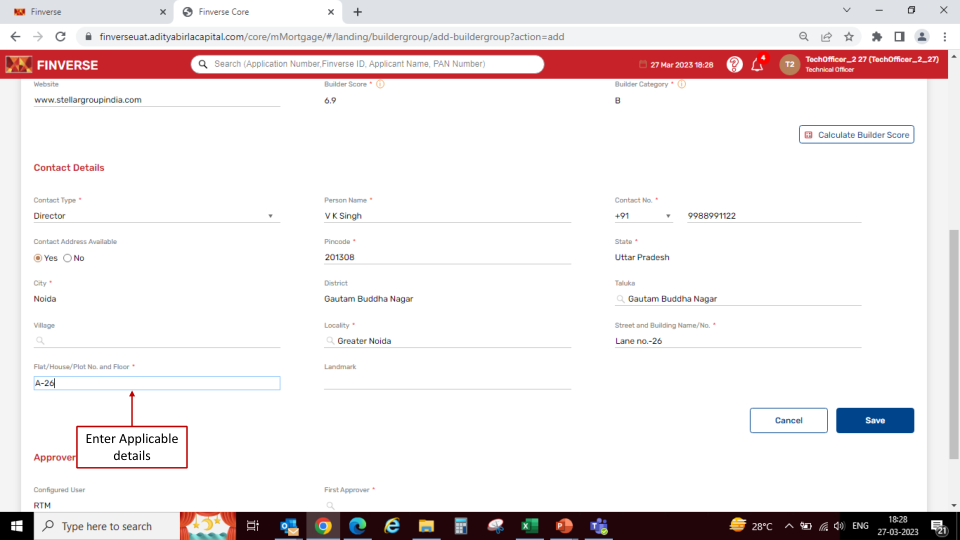 Finverse
Finverse Core
finverseuat.adityabirlacapital.com/core/mMortgage/#/landing/buildergroup/add-buildergroup?action=add
FINVERSE
Search (Application Number,Finverse ID, Applicant Name, PAN Number)
27 Mar 2023 18:28
4
T2
TechOfficer_2 27 (TechOfficer_2_27)
Technical Officer
Website
Builder Score *
Builder Category *
www.stellargroupindia.com
6.9
B
Calculate Builder Score
Contact Details
Contact Type *
Person Name *
Contact No. *
Director
V K Singh
+91
9988991122
Contact Address Available
Pincode *
State *
Yes
No
201308
Uttar Pradesh
City *
District
Taluka
Noida
Gautam Buddha Nagar
Gautam Buddha Nagar
Village
Locality *
Street and Building Name/No. *
Greater Noida
Lane no.-26
Flat/House/Plot No. and Floor *
Landmark
A-26
Cancel
Save
Enter Applicable
details
Approver
Configured User
First Approver *
RTM
Type here to search
28°C
ENG
18:28
27-03-2023
21